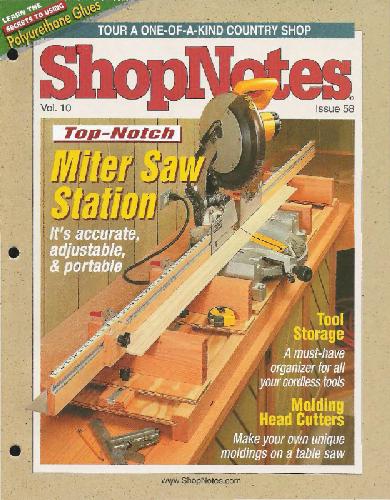 LEARN THE
SECRETS TO USING
Polyurethane Glues
TOUR A ONE-OF-A-KIND COUNTRY SHOP
ShopNotes®
Vol. 10
Issue 58
Top-Notch
Miter Saw
Station
It's accurate,
adjustable,
& portable
Tool
Storage
A must-have
organizer for all
your cordless tools
Molding
Head Cutters
Make your own unique
moldings on a table saw
www.ShopNotes.com